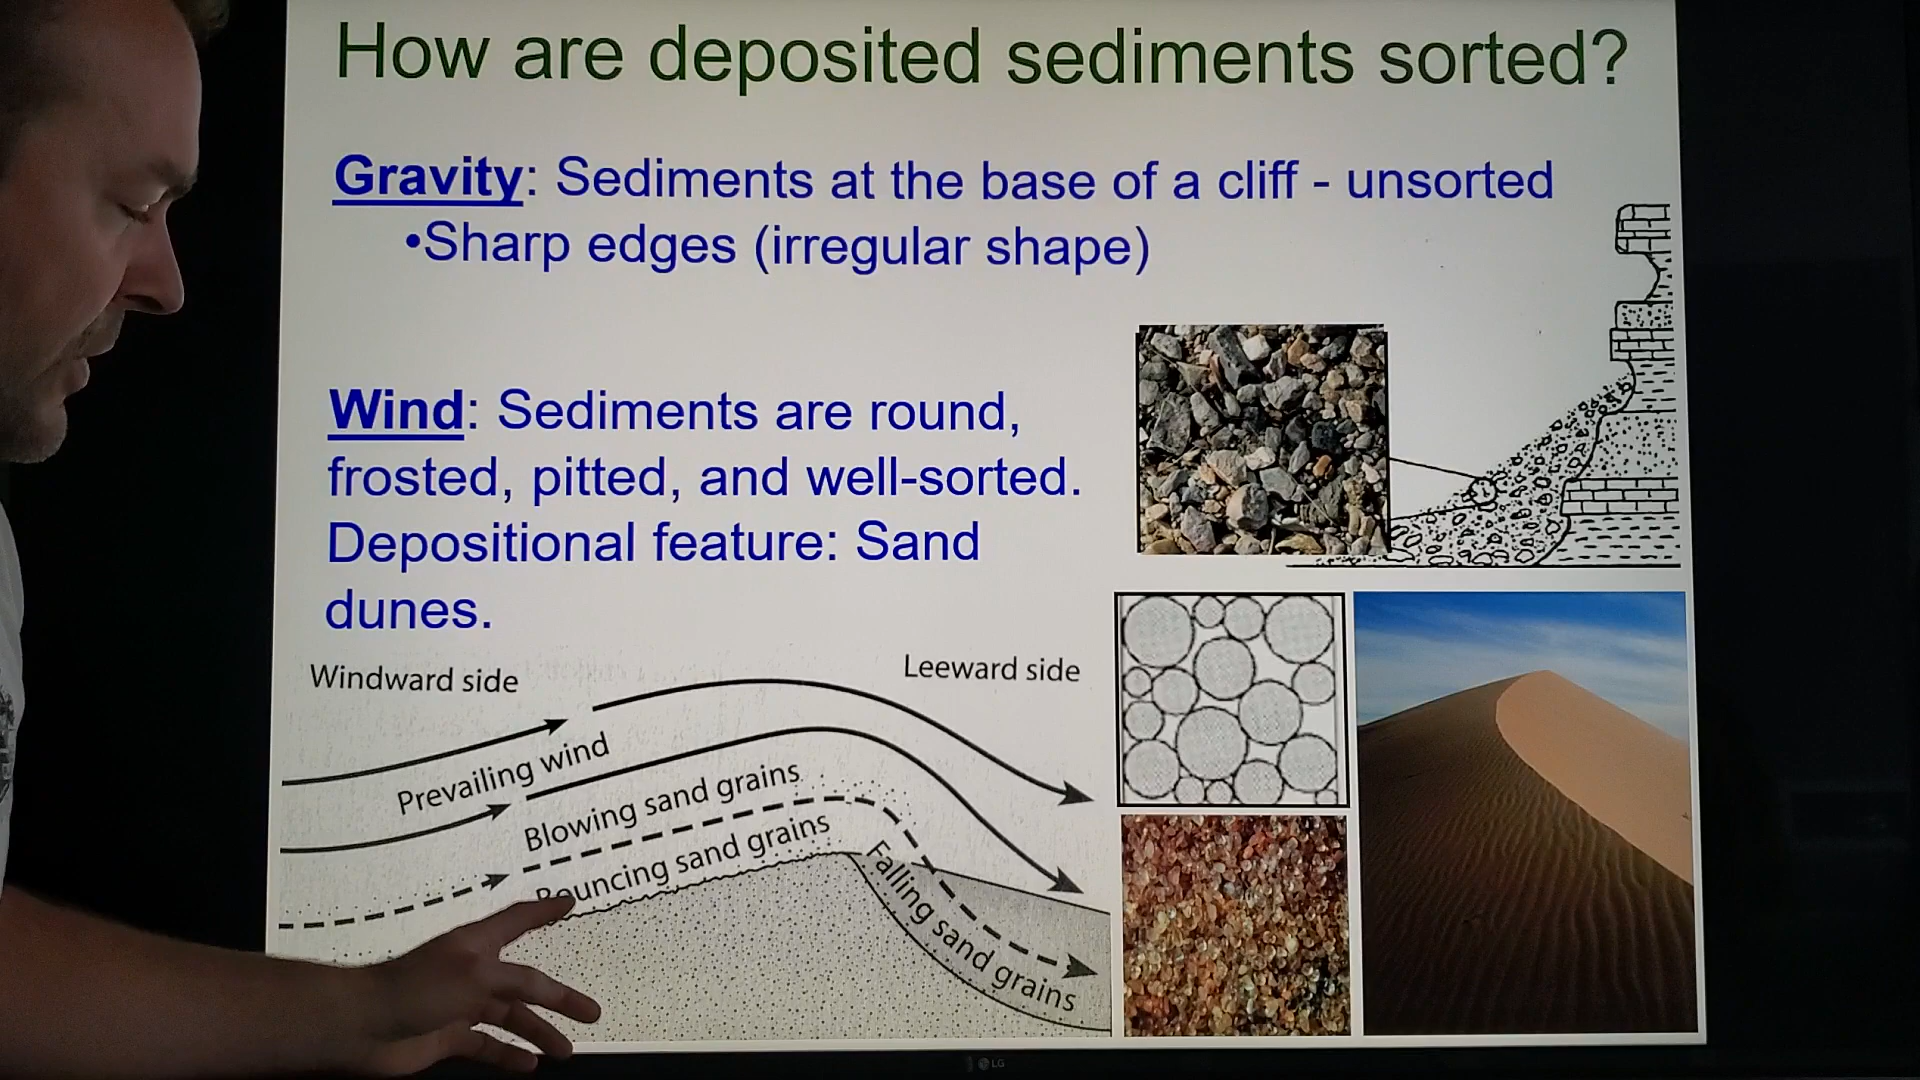 How are deposited sediments sorted?
Gravity: Sediments at the base of a cliff - unsorted
•Sharp edges (irregular shape)
Wind: Sediments are round,
frosted, pitted, and well-sorted.
Depositional feature: Sand
dunes.
Windward side
Leeward side
Prevailing wind
Blowing sand grains
Bouncing sand grains
Falling sand grains
LG